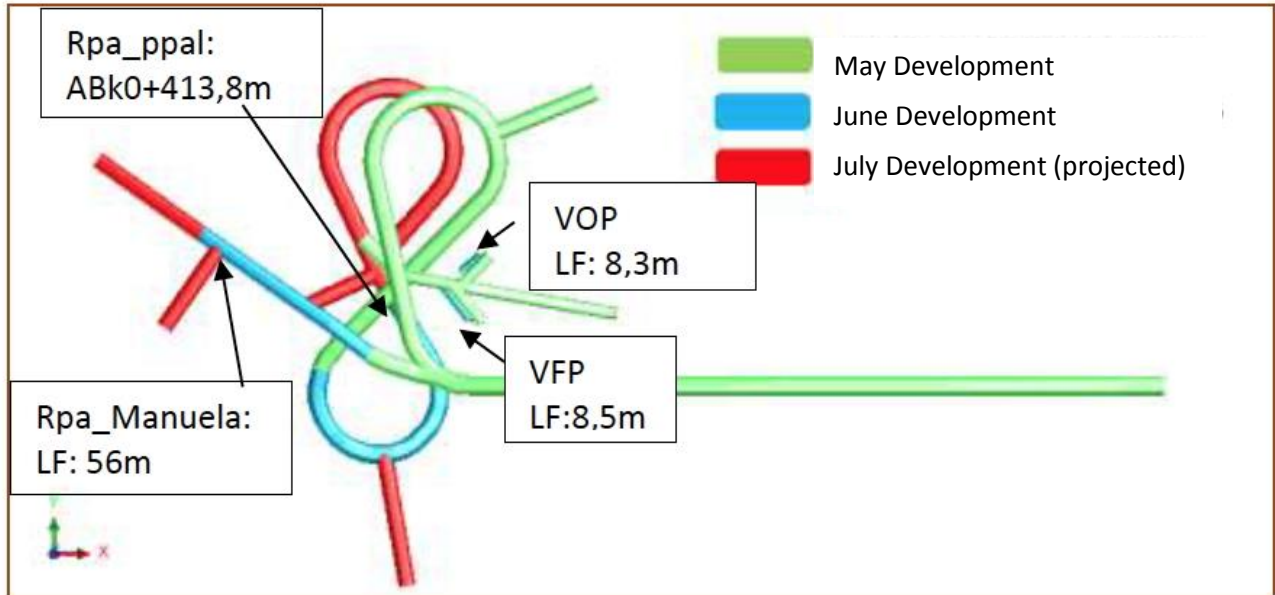 Rpa_ppal:
ABk0+413,8m
May Development
June Development
July Development (projected)
VOP
LF: 8,3m
VFP
LF:8,5m
Rpa_Manuela:
LF: 56m
X